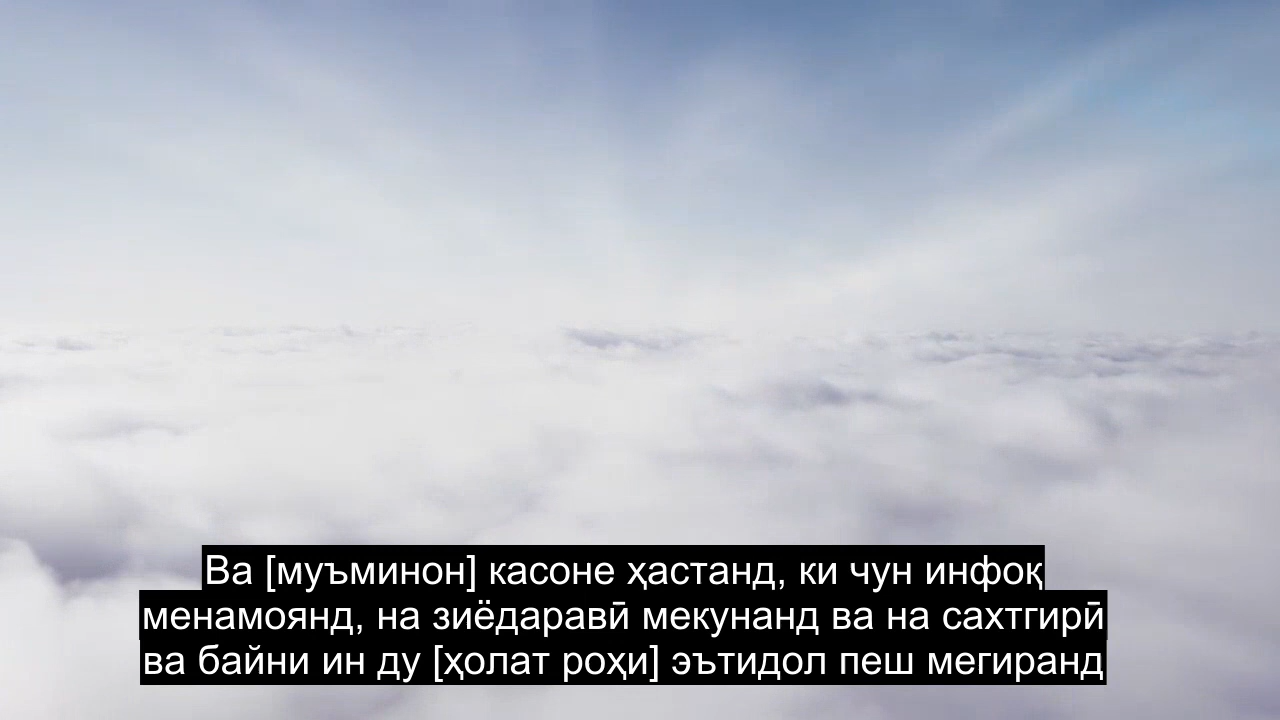 Ва [муъминон] касоне ҳастанд, ки чун инфоқ
менамоянд, на зиёдаравӣ мекунанд ва на сахтгирӣ
ва байни ин ду [ҳолат роҳи] эътидол пеш мегиранд